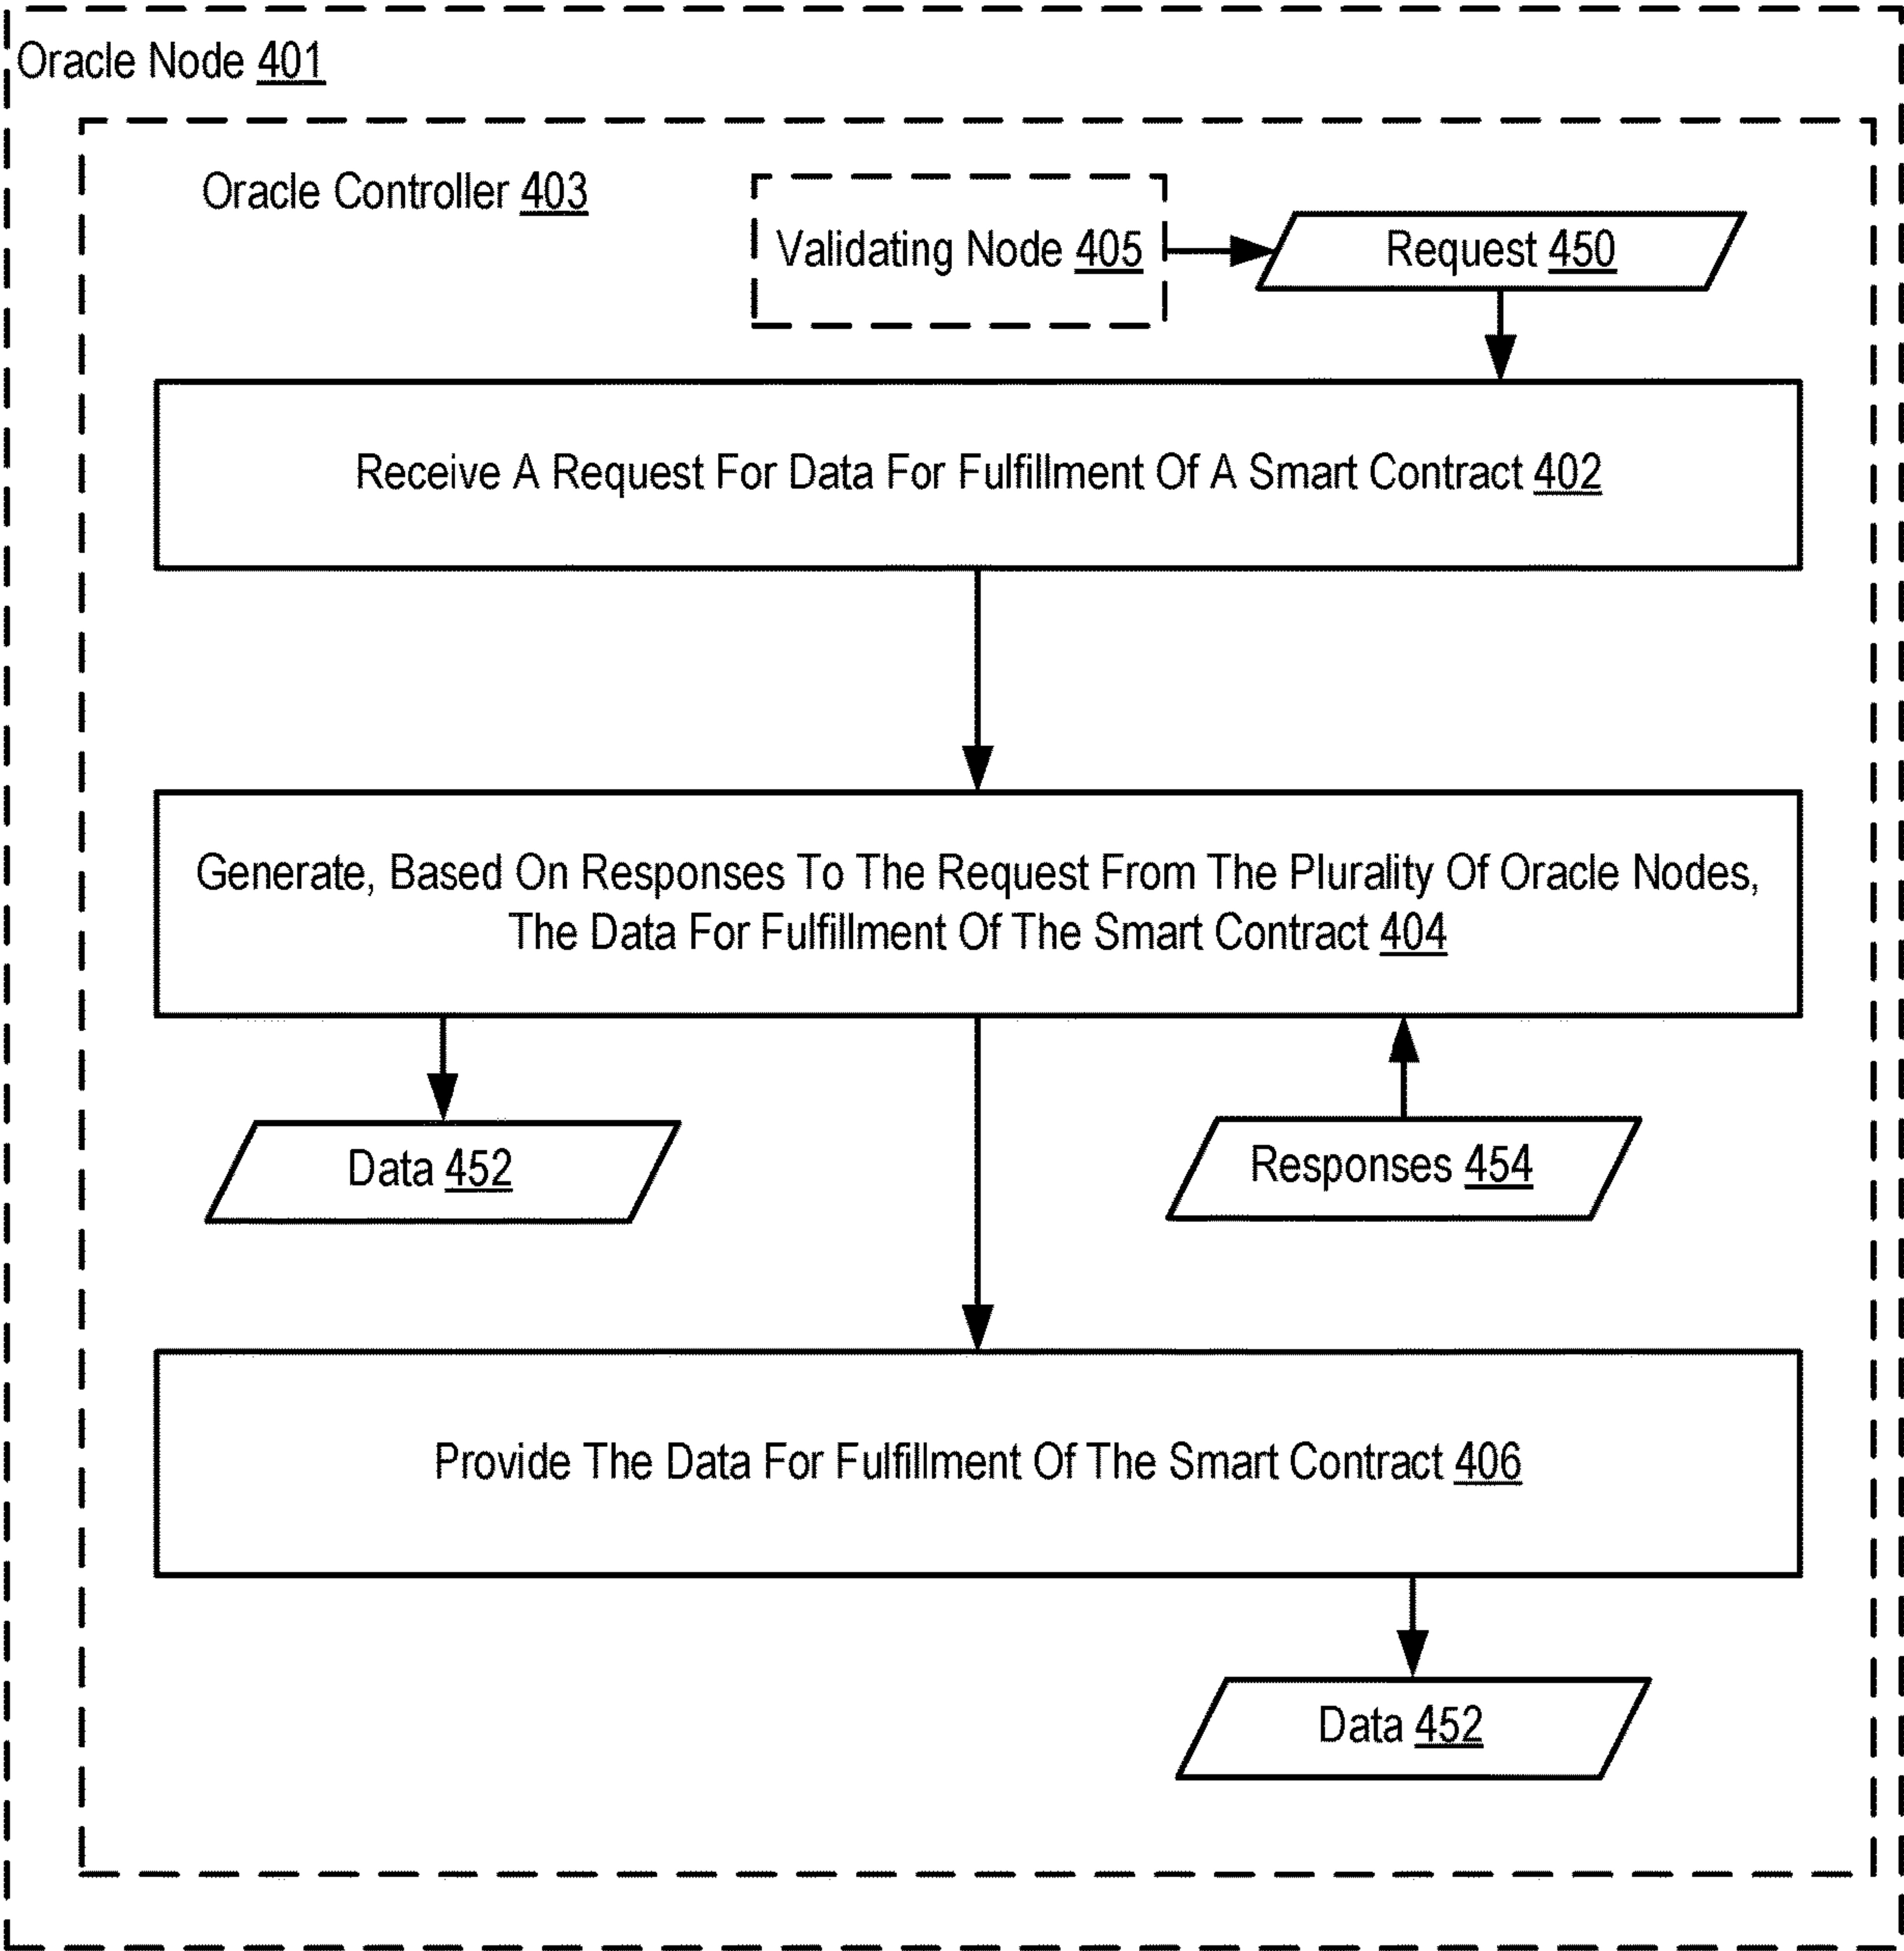 Oracle Node 401
Oracle Controller 403
Validating Node 405
Request 450
Receive A Request For Data For Fulfillment Of A Smart Contract 402
Generate, Based On Responses To The Request From The Plurality Of Oracle Nodes,
The Data For Fulfillment Of The Smart Contract 404
Data 452
Responses 454
Provide The Data For Fulfillment Of The Smart Contract 406
Data 452